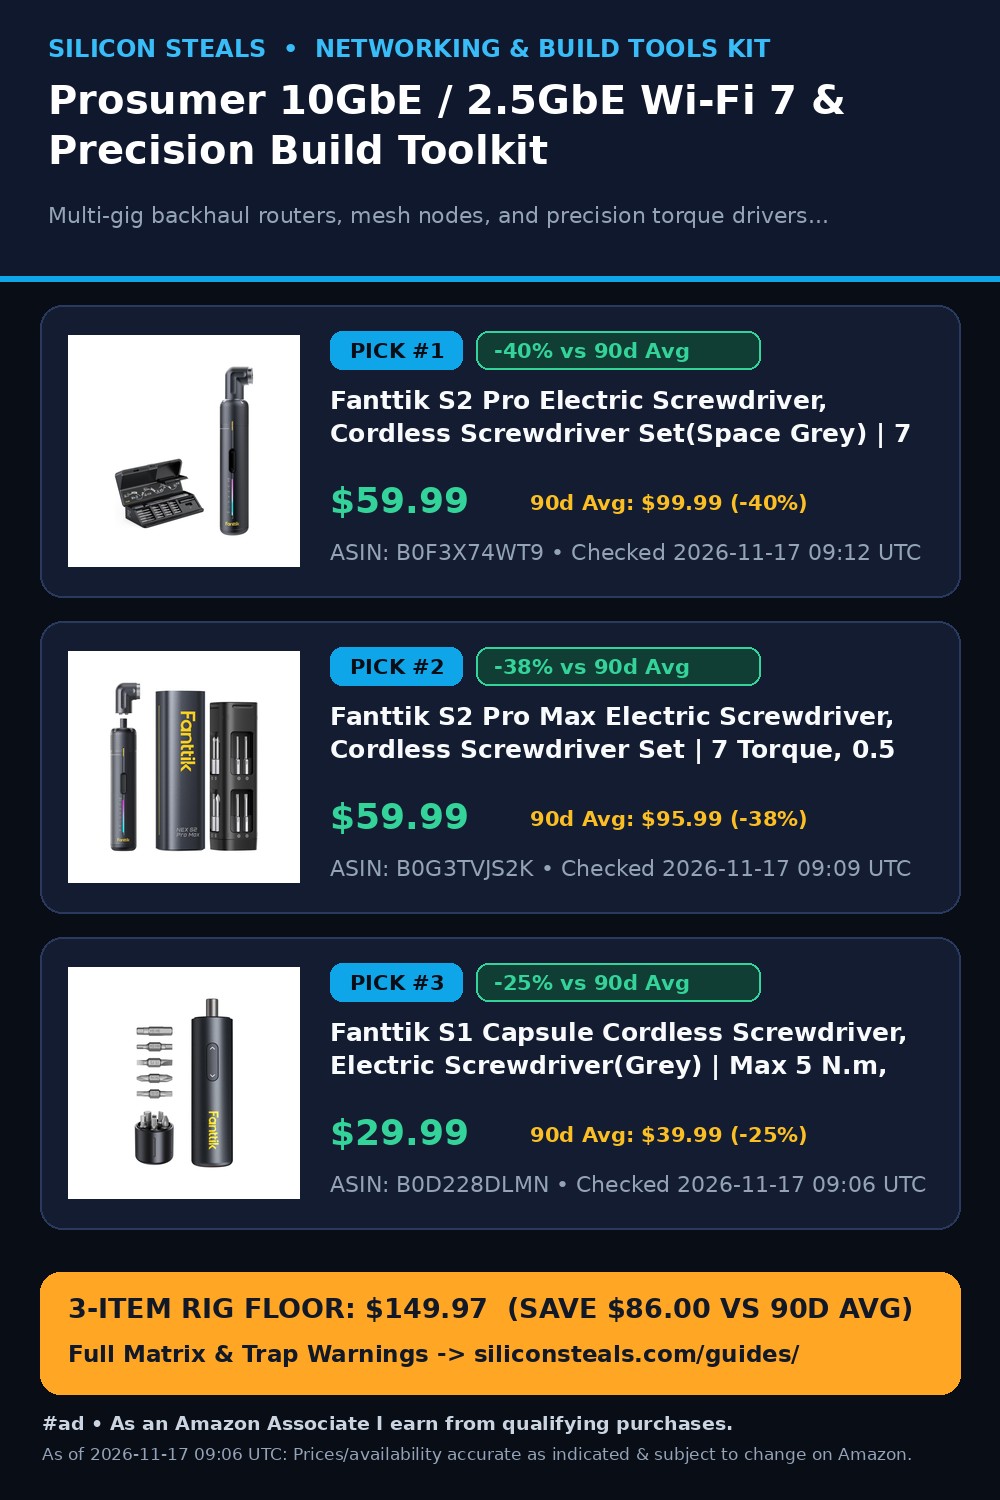 SILICON STEALS • NETWORKING & BUILD TOOLS KIT
Prosumer 10GbE / 2.5GbE Wi-Fi 7 &
Precision Build Toolkit
Multi-gig backhaul routers, mesh nodes, and precision torque drivers...
PICK #1
-40% vs 90d Avg
Fanttik S2 Pro Electric Screwdriver,
Cordless Screwdriver Set(Space Grey) | 7
$59.99
90d Avg: $99.99 (-40%)
ASIN: B0F3X74WT9 • Checked 2026-11-17 09:12 UTC
Fanttik
PICK #2
-38% vs 90d Avg
Fanttik S2 Pro Max Electric Screwdriver,
Cordless Screwdriver Set | 7 Torque, 0.5
$59.99
90d Avg: $95.99 (-38%)
ASIN: B0G3TVJS2K • Checked 2026-11-17 09:09 UTC
Fanttik
Fanttik
NEX S2
Pro Max
PICK #3
-25% vs 90d Avg
Fanttik S1 Capsule Cordless Screwdriver,
Electric Screwdriver(Grey) | Max 5 N.m,
$29.99
90d Avg: $39.99 (-25%)
ASIN: B0D228DLMN • Checked 2026-11-17 09:06 UTC
Fanttik
3-ITEM RIG FLOOR: $149.97 (SAVE $86.00 VS 90D AVG)
Full Matrix & Trap Warnings -> siliconsteals.com/guides/
#ad • As an Amazon Associate I earn from qualifying purchases.
As of 2026-11-17 09:06 UTC: Prices/availability accurate as indicated & subject to change on Amazon.